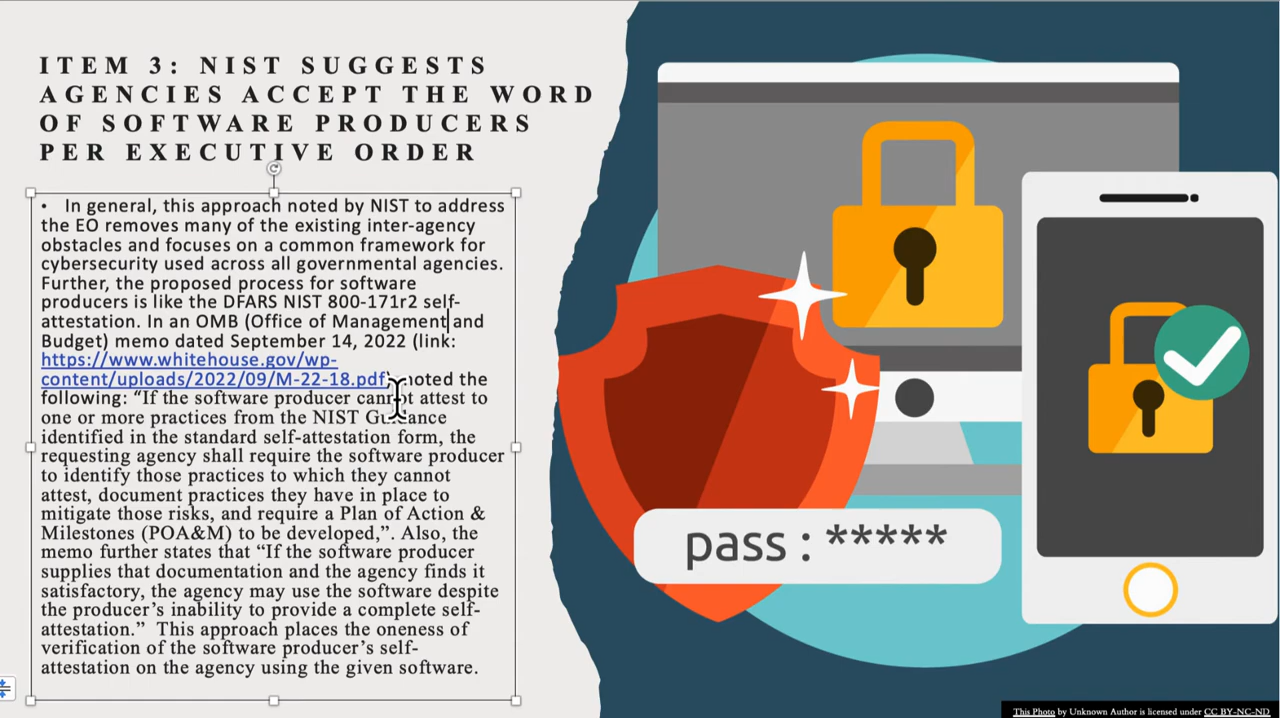 ITEM 3: NIST SUGGESTS
AGENCIES ACCEPT THE WORD
OF SOFTWARE PRODUCERS
PER EXECUTIVE ORDER
• In general, this approach noted by NIST to address
the EO removes many of the existing inter-agency
obstacles and focuses on a common framework for
cybersecurity used across all governmental agencies.
Further, the proposed process for software
producers is like the DFARS NIST 800-171r2 self-
attestation. In an OMB (Office of Management and
Budget) memo dated September 14, 2022 (link:
https://www.whitehouse.gov/wp-
content/uploads/2022/09/M-22-18.pdf) noted the
following: “If the software producer cannot attest to
one or more practices from the NIST
identified in the standard self-attestation form, the
requesting agency shall require the software producer
to identify those practices to which they cannot
attest, document practices they have in place to
mitigate those risks, and require a Plan of Action &
Milestones (POA&M) to be developed,”. Also, the
memo further states that “If the software producer
supplies that documentation and the agency finds it
satisfactory, the agency may use the software despite
the producer’s inability to provide a complete self-
attestation.” This approach places the oneness of
verification of the software producer’s self-
attestation on the agency using the given software.
pass : *****
This Photo by Unknown Author is licensed under CC BY-NC-ND